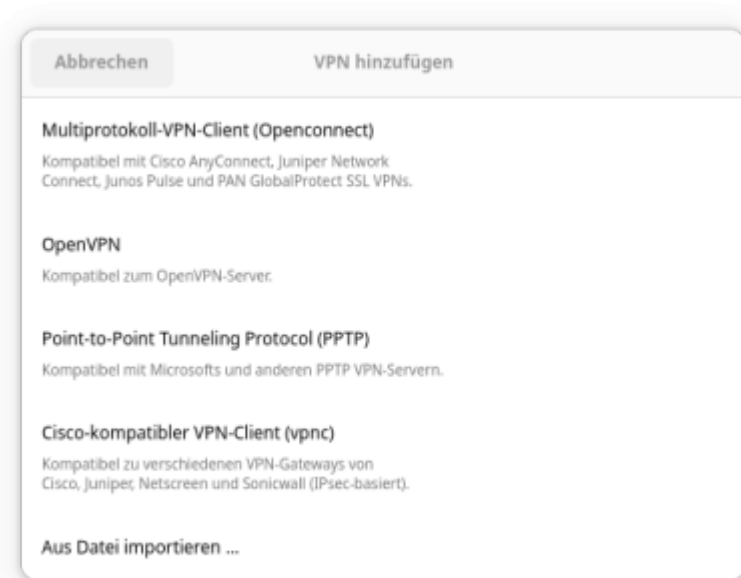 Abbrechen
VPN hinzufügen
Multiprotokoll-VPN-Client (Openconnect)
Kompatibel mit Cisco AnyConnect, Juniper Network
Connect, Junos Pulse und PAN GlobalProtect SSL VPNs.
OpenVPN
Kompatibel zum OpenVPN-Server.
Point-to-Point Tunneling Protocol (PPTP)
Kompatibel mit Microsofts und anderen PPTP VPN-Servern.
Cisco-kompatibler VPN-Client (vpnc)
Kompatibel zu verschiedenen VPN-Gateways von
Cisco, Juniper, Netscreen und Sonicwall (IPsec-basiert).
Aus Datei importieren ...